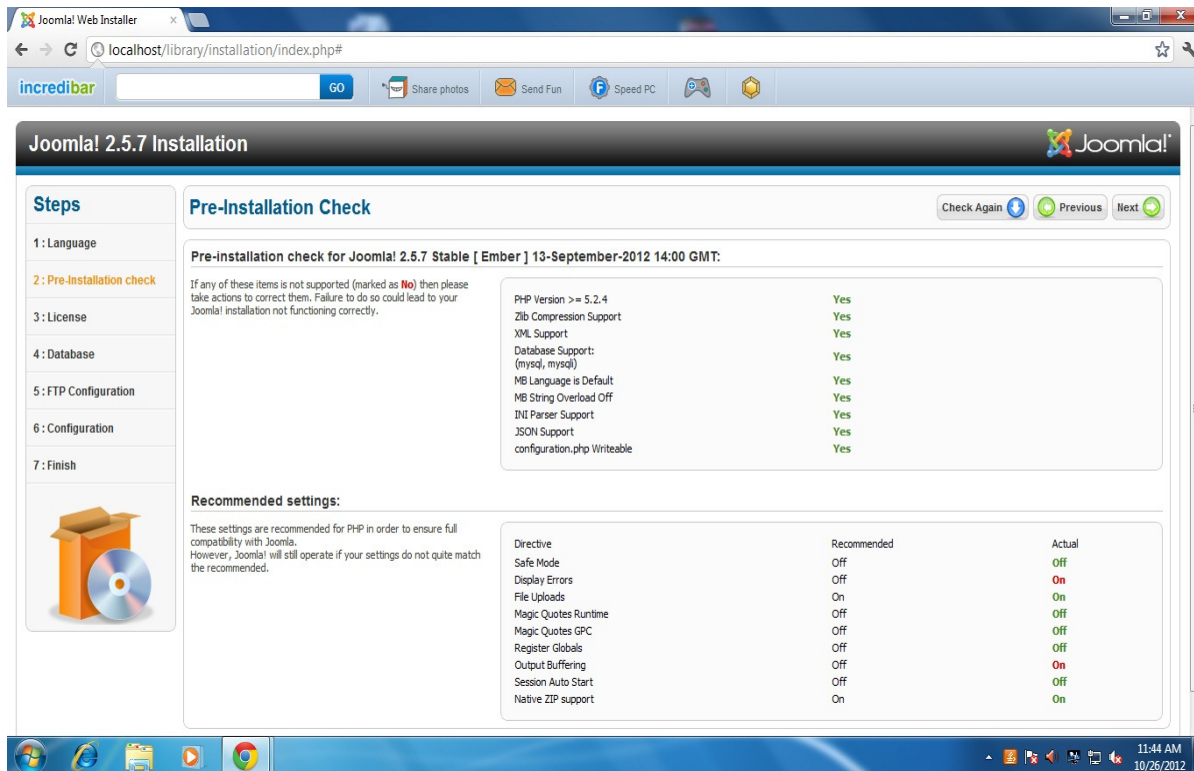 Joomla! Web Installer
localhost/library/installation/index.php#
incredibar
GO
Share photos
Send Fun
Speed PC
Joomla! 2.5.7 Installation
Joomla!
Steps
1 : Language
2 : Pre-Installation check
3 : License
4 : Database
5 : FTP Configuration
6 : Configuration
7 : Finish
Pre-Installation Check
Check Again
Previous
Next
Pre-installation check for Joomla! 2.5.7 Stable [ Ember ] 13-September-2012 14:00 GMT:
If any of these items is not supported (marked as No) then please
take actions to correct them. Failure to do so could lead to your
Joomla! installation not functioning correctly.
PHP Version >= 5.2.4 Yes
Zlib Compression Support Yes
XML Support Yes
Database Support:
(mysql, mysqli) Yes
MB Language is Default Yes
MB String Overload Off Yes
INI Parser Support Yes
JSON Support Yes
configuration.php Writeable Yes
Recommended settings:
These settings are recommended for PHP in order to ensure full
compatibility with Joomla.
However, Joomla! will still operate if your settings do not quite match
the recommended.
Directive Recommended Actual
Safe Mode Off Off
Display Errors Off On
File Uploads On On
Magic Quotes Runtime Off Off
Magic Quotes GPC Off Off
Register Globals Off Off
Output Buffering Off On
Session Auto Start Off Off
Native ZIP support On On
11:44 AM
10/26/2012